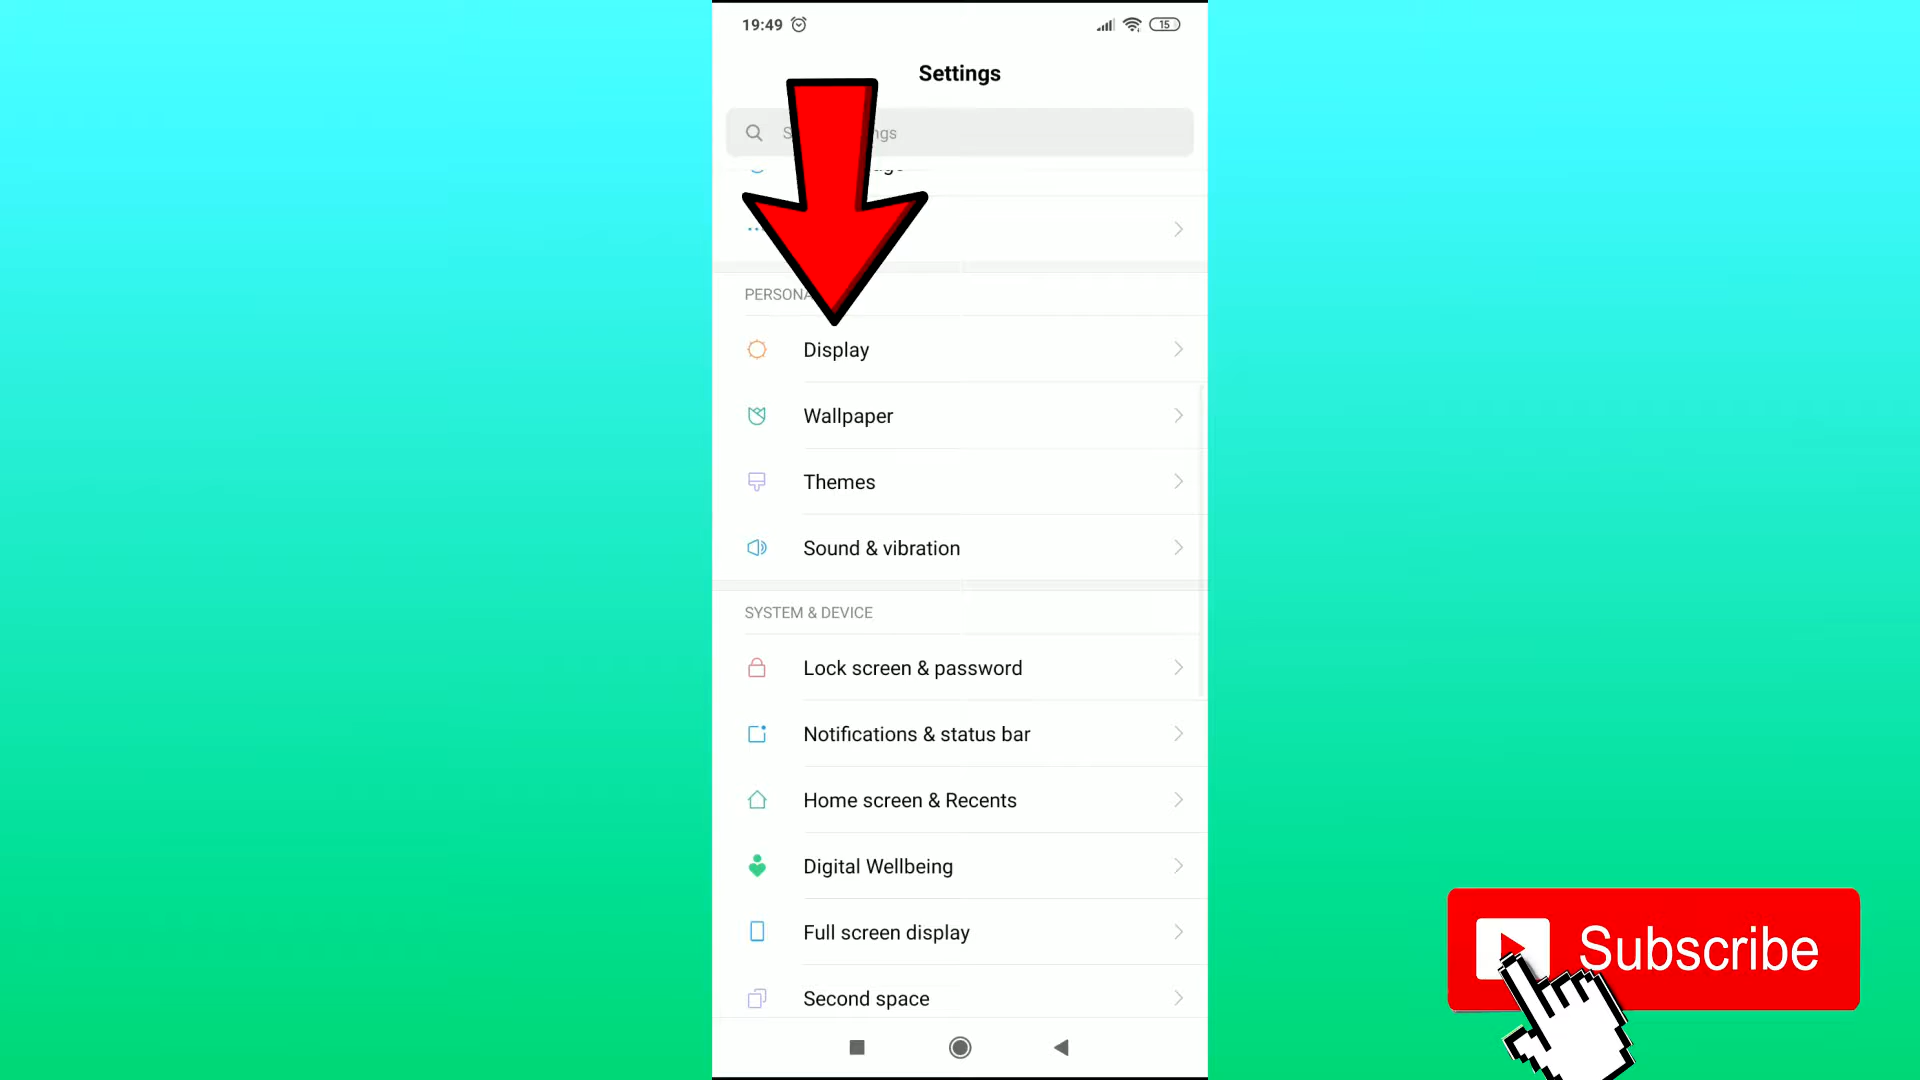 19:49
15
Settings
PERSONA
Display
Wallpaper
Themes
Sound & vibration
SYSTEM & DEVICE
Lock screen & password
Notifications & status bar
Home screen & Recents
Digital Wellbeing
Full screen display
Second space
Subscribe